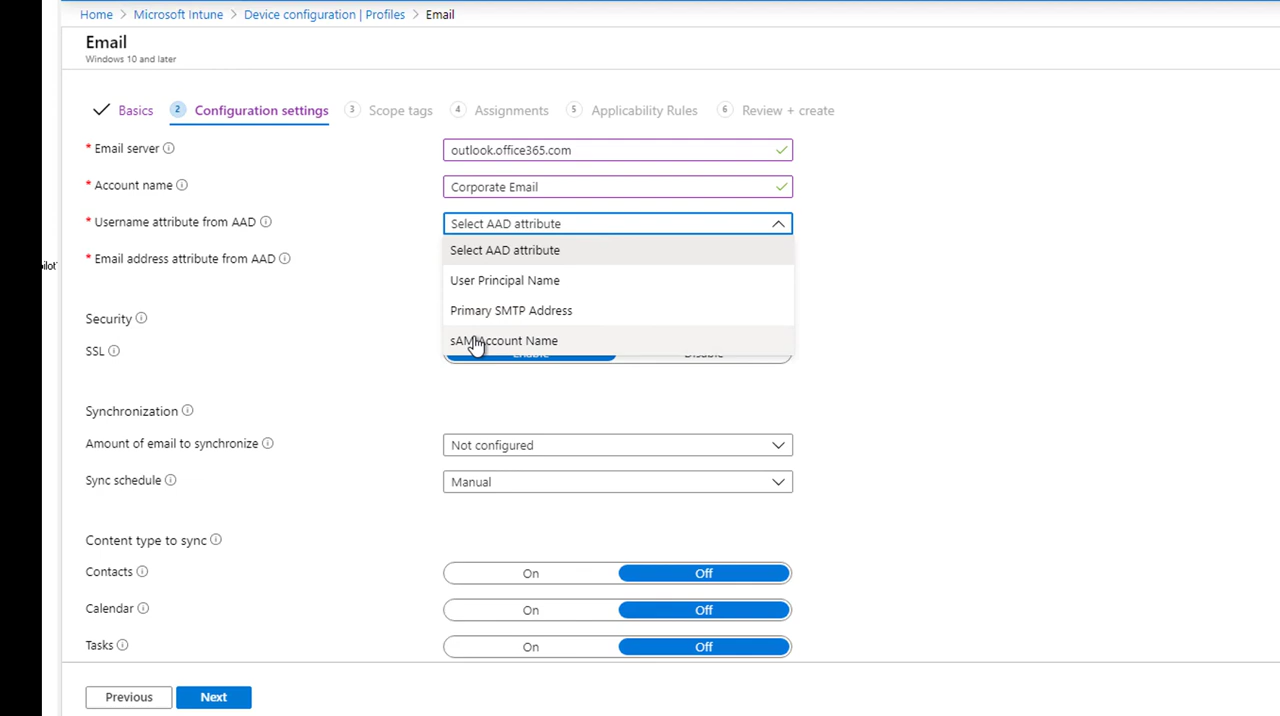 Home > Microsoft Intune > Device configuration | Profiles > Email
Email
Windows 10 and later
Basics 2 Configuration settings 3 Scope tags 4 Assignments 5 Applicability Rules 6 Review + create
* Email server outlook.office365.com
* Account name Corporate Email
* Username attribute from AAD Select AAD attribute
Select AAD attribute
* Email address attribute from AAD
ilot'
User Principal Name
Primary SMTP Address
Security
sAMAccount Name
SSL Enable Disable
Synchronization
Amount of email to synchronize Not configured
Sync schedule Manual
Content type to sync
Contacts On Off
Calendar On Off
Tasks On Off
Previous Next